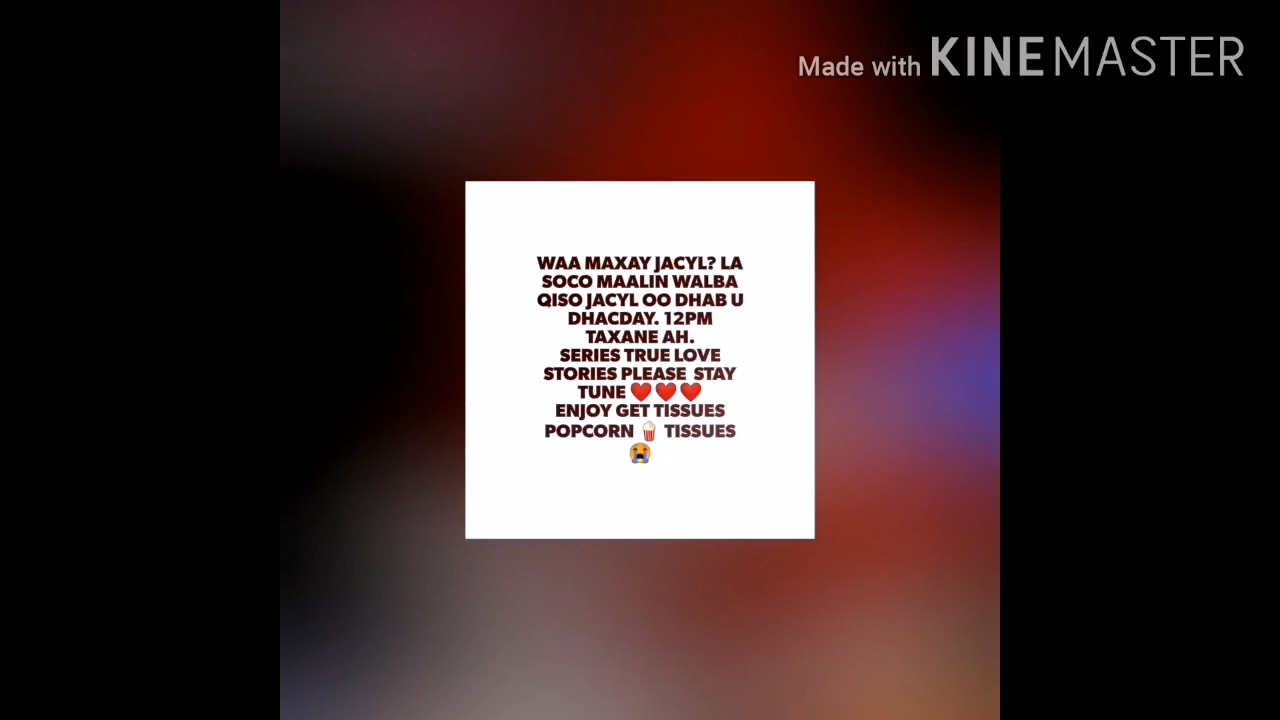 Made with KINEMASTER
WAA MAXAY JACYL? LA
SOCO MAALIN WALBA
QISO JACYL OO DHAB U
DHACDAY. 12PM
TAXANE AH.
SERIES TRUE LOVE
STORIES PLEASE STAY
TUNE ❤️ ❤️ ❤️
ENJOY GET TISSUES
POPCORN 🍿 TISSUES
😭